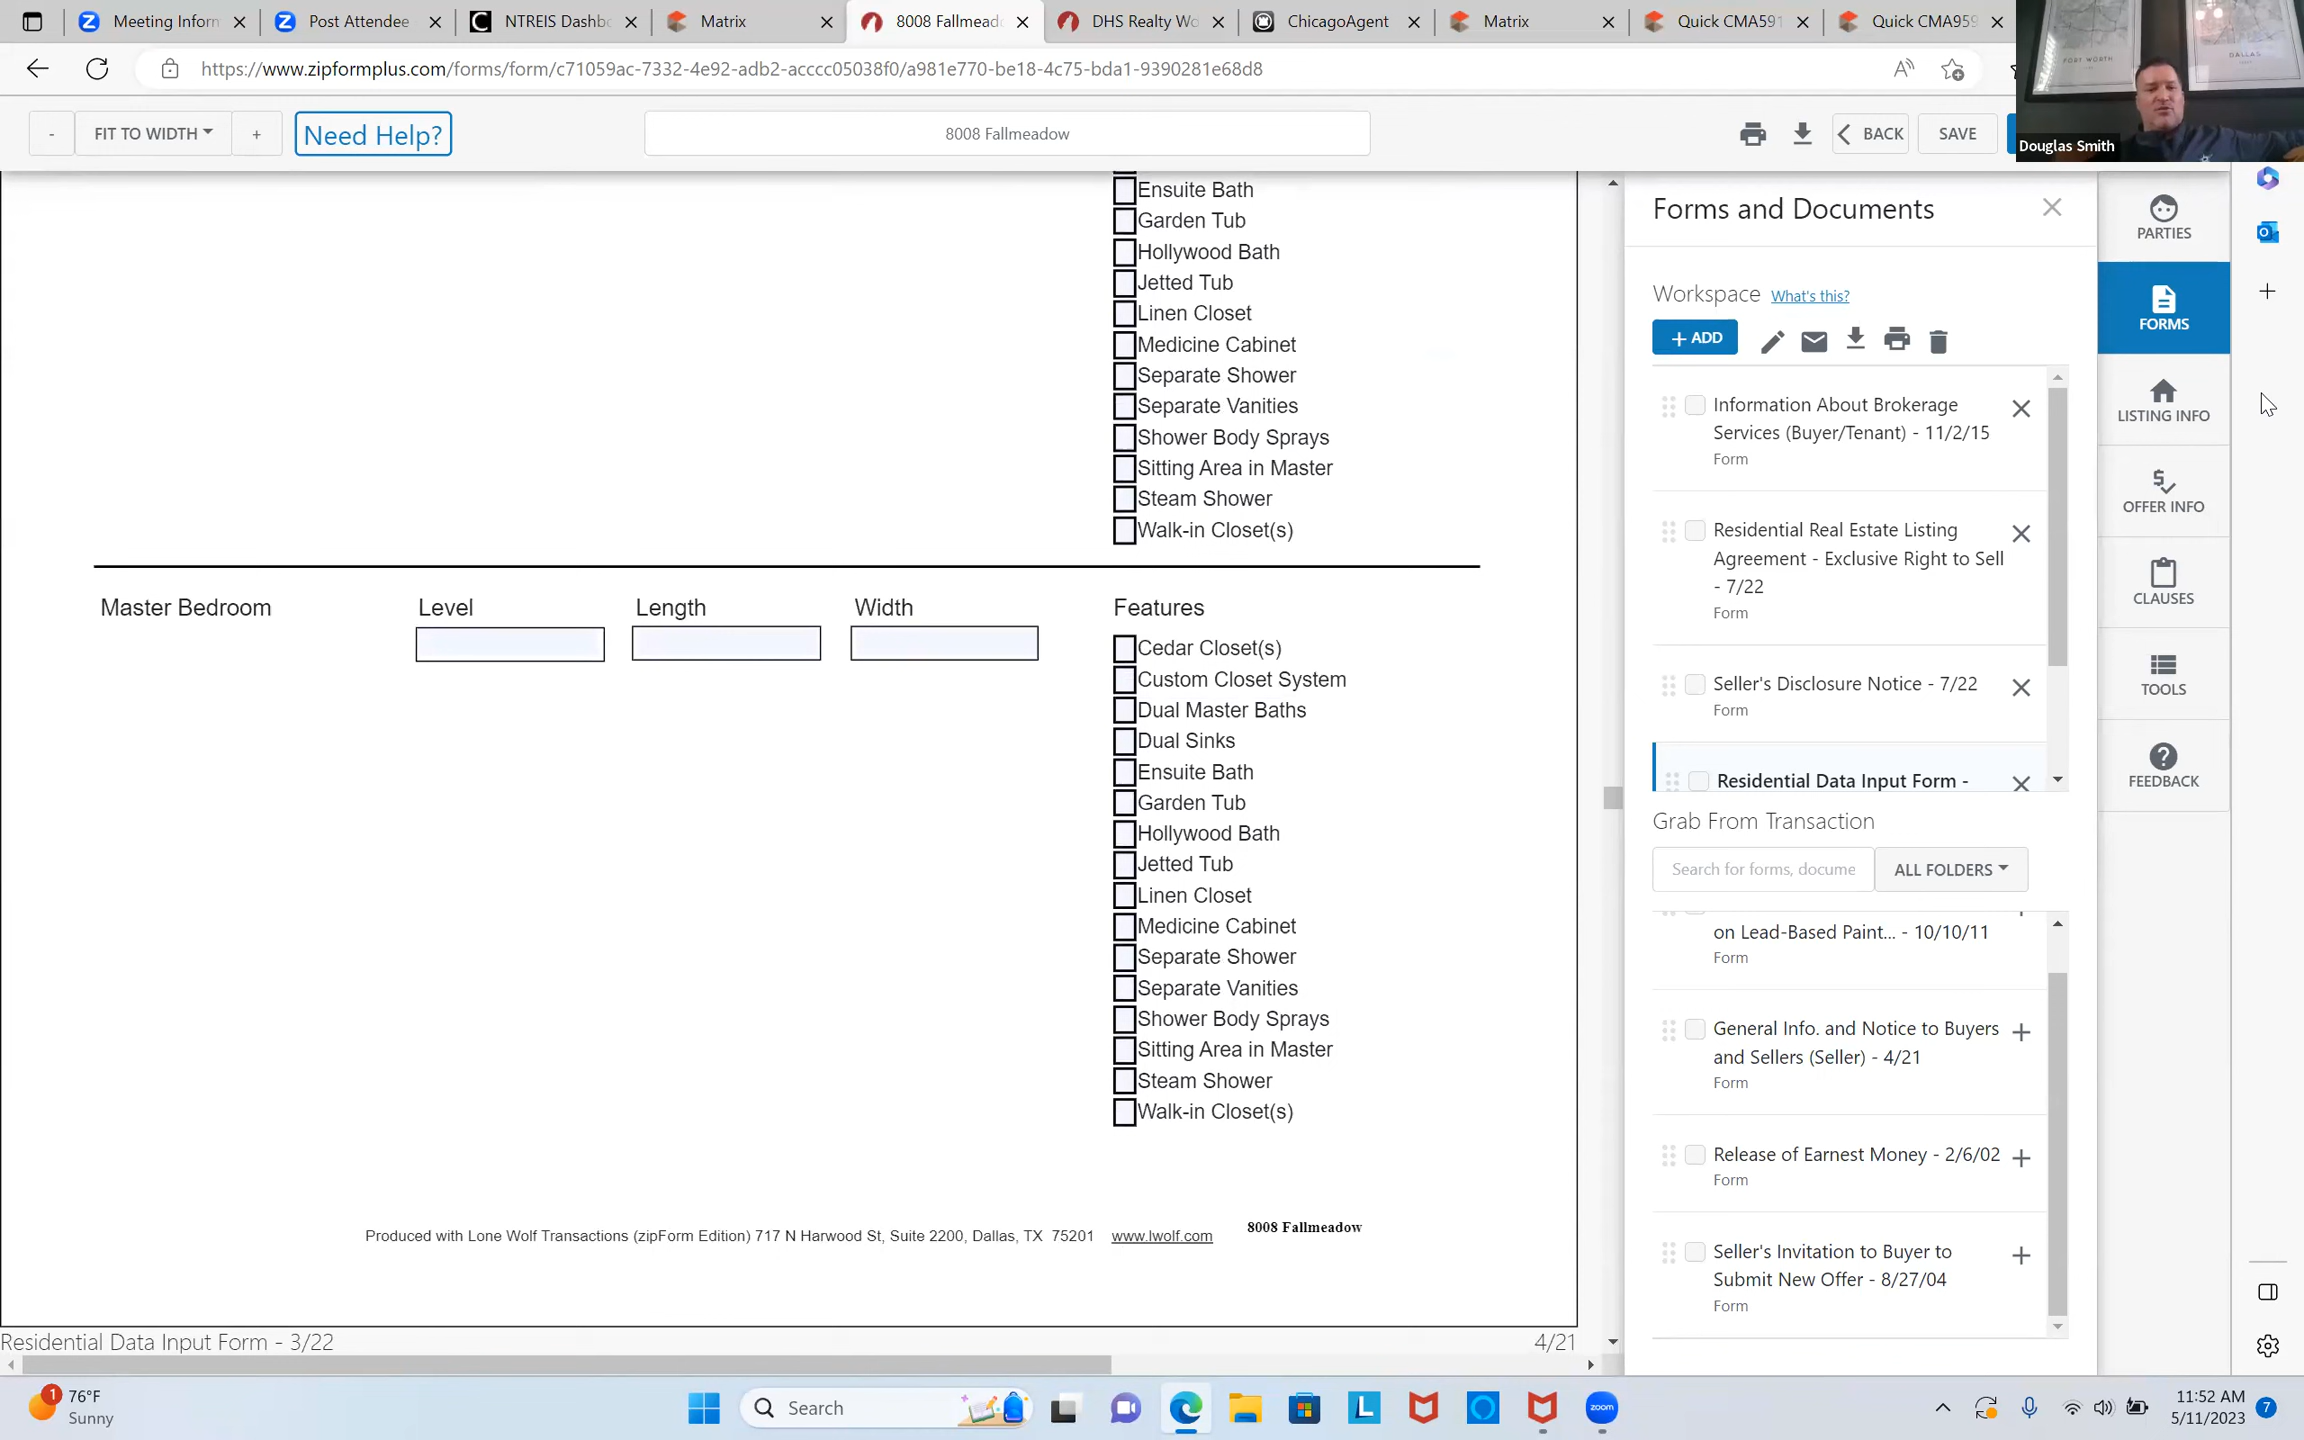 Meeting Inform
Post Attendee
NTREIS Dashbo
Matrix
8008 Fallmeado
DHS Realty Wo
ChicagoAgent
Matrix
Quick CMA591
Quick CMA959
https://www.zipformplus.com/forms/form/c71059ac-7332-4e92-adb2-acccc05038f0/a981e770-be18-4c75-bda1-9390281e68d8
FORT WORTH
DALLAS
Douglas Smith
-
FIT TO WIDTH
+
Need Help?
8008 Fallmeadow
BACK
SAVE
Ensuite Bath
Garden Tub
Hollywood Bath
Jetted Tub
Linen Closet
Medicine Cabinet
Separate Shower
Separate Vanities
Shower Body Sprays
Sitting Area in Master
Steam Shower
Walk-in Closet(s)
Master Bedroom
Level
Length
Width
Features
Cedar Closet(s)
Custom Closet System
Dual Master Baths
Dual Sinks
Ensuite Bath
Garden Tub
Hollywood Bath
Jetted Tub
Linen Closet
Medicine Cabinet
Separate Shower
Separate Vanities
Shower Body Sprays
Sitting Area in Master
Steam Shower
Walk-in Closet(s)
Produced with Lone Wolf Transactions (zipForm Edition) 717 N Harwood St, Suite 2200, Dallas, TX 75201 www.lwolf.com
8008 Fallmeadow
Residential Data Input Form - 3/22
4/21
Forms and Documents
Workspace What's this?
+ ADD
Information About Brokerage
Services (Buyer/Tenant) - 11/2/15
Form
Residential Real Estate Listing
Agreement - Exclusive Right to Sell
- 7/22
Form
Seller's Disclosure Notice - 7/22
Form
Residential Data Input Form -
Grab From Transaction
Search for forms, docume
ALL FOLDERS
on Lead-Based Paint... - 10/10/11
Form
General Info. and Notice to Buyers
and Sellers (Seller) - 4/21
Form
Release of Earnest Money - 2/6/02
Form
Seller's Invitation to Buyer to
Submit New Offer - 8/27/04
Form
PARTIES
FORMS
LISTING INFO
OFFER INFO
CLAUSES
TOOLS
FEEDBACK
1
76°F
Sunny
Search
L
zoom
11:52 AM
5/11/2023
7